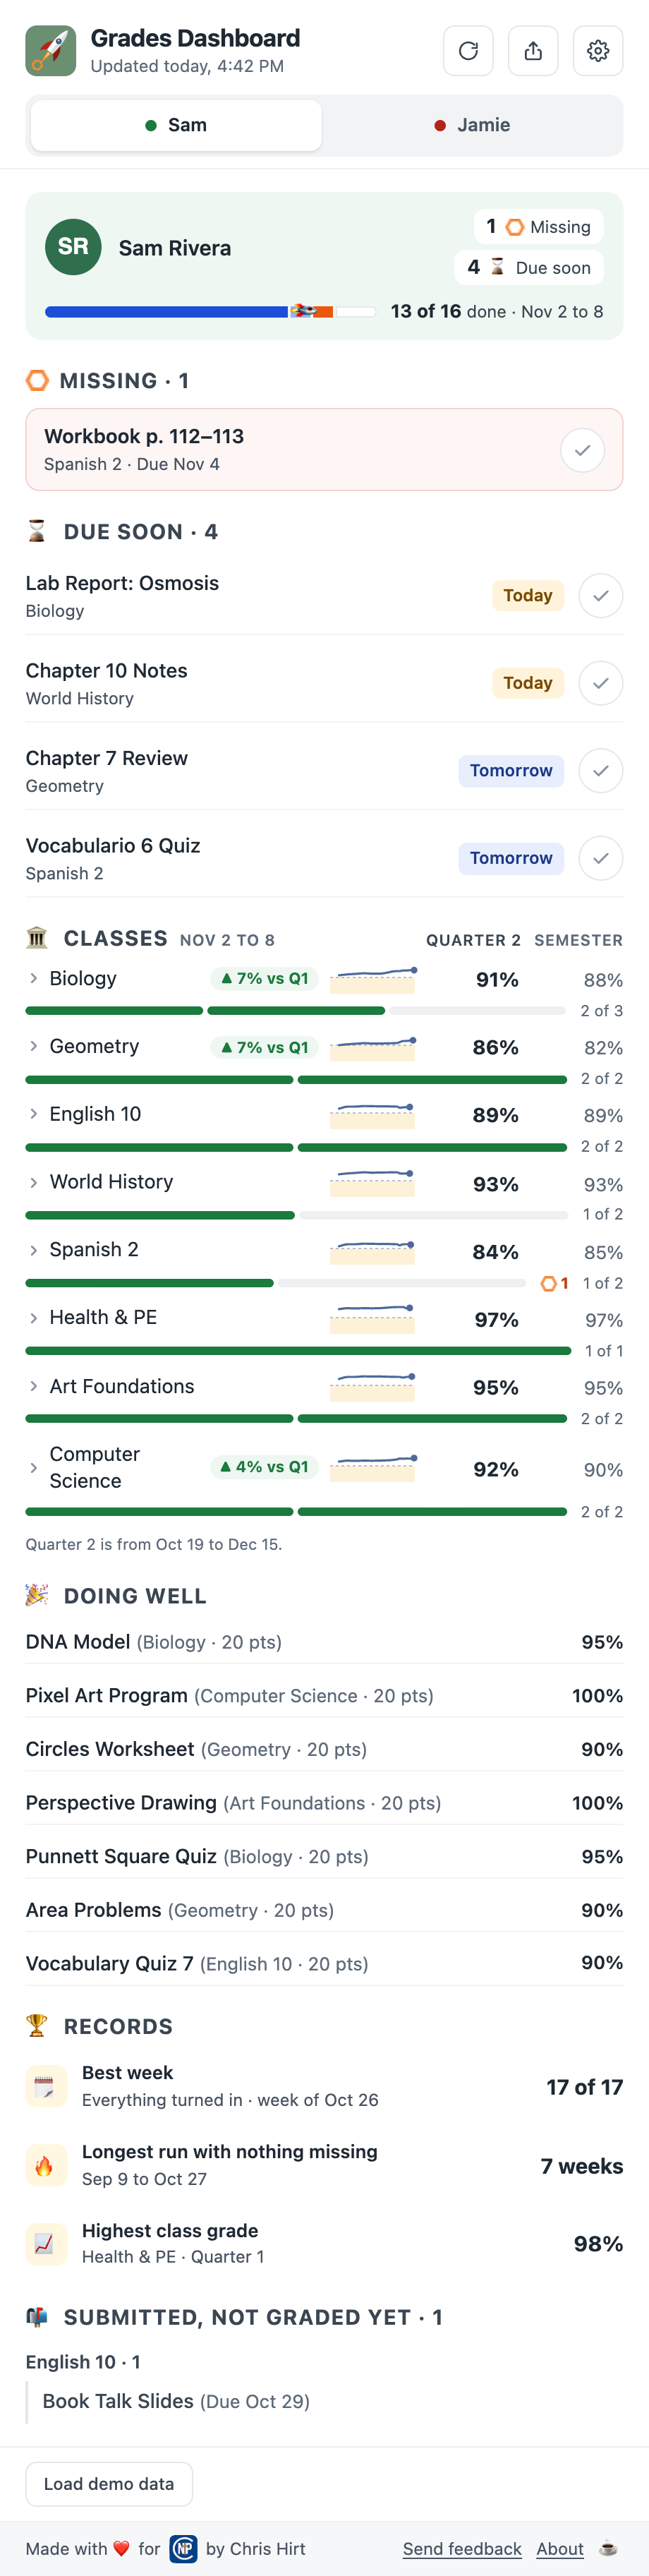 Grades Dashboard
Updated today, 4:42 PM
Sam
Jamie
SR
Sam Rivera
1 Missing
4 Due soon
13 of 16 done · Nov 2 to 8
MISSING · 1
Workbook p. 112–113
Spanish 2 · Due Nov 4
DUE SOON · 4
Lab Report: Osmosis
Biology
Today
Chapter 10 Notes
World History
Today
Chapter 7 Review
Geometry
Tomorrow
Vocabulario 6 Quiz
Spanish 2
Tomorrow
CLASSES NOV 2 TO 8 QUARTER 2 SEMESTER
Biology ▲ 7% vs Q1 91% 88%
2 of 3
Geometry ▲ 7% vs Q1 86% 82%
2 of 2
English 10 89% 89%
2 of 2
World History 93% 93%
1 of 2
Spanish 2 84% 85%
1 1 of 2
Health & PE 97% 97%
1 of 1
Art Foundations 95% 95%
2 of 2
Computer
Science ▲ 4% vs Q1 92% 90%
2 of 2
Quarter 2 is from Oct 19 to Dec 15.
DOING WELL
DNA Model (Biology · 20 pts) 95%
Pixel Art Program (Computer Science · 20 pts) 100%
Circles Worksheet (Geometry · 20 pts) 90%
Perspective Drawing (Art Foundations · 20 pts) 100%
Punnett Square Quiz (Biology · 20 pts) 95%
Area Problems (Geometry · 20 pts) 90%
Vocabulary Quiz 7 (English 10 · 20 pts) 90%
RECORDS
Best week
Everything turned in · week of Oct 26
17 of 17
Longest run with nothing missing
Sep 9 to Oct 27
7 weeks
Highest class grade
Health & PE · Quarter 1
98%
SUBMITTED, NOT GRADED YET · 1
English 10 · 1
Book Talk Slides (Due Oct 29)
Load demo data
Made with ❤️ for NP by Chris Hirt Send feedback About